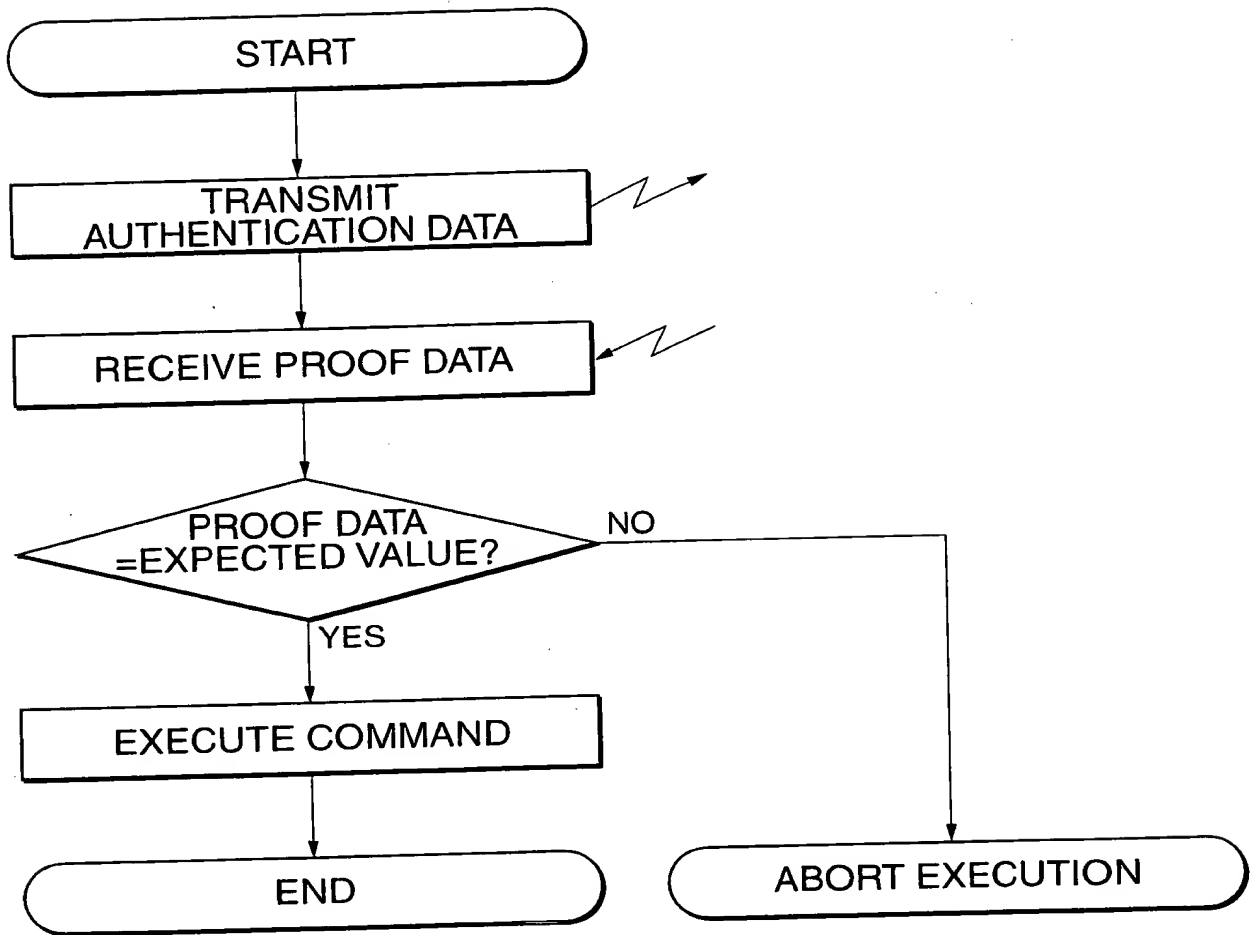 START
TRANSMIT
AUTHENTICATION DATA
RECEIVE PROOF DATA
PROOF DATA
=EXPECTED VALUE?
NO
YES
EXECUTE COMMAND
END
ABORT EXECUTION